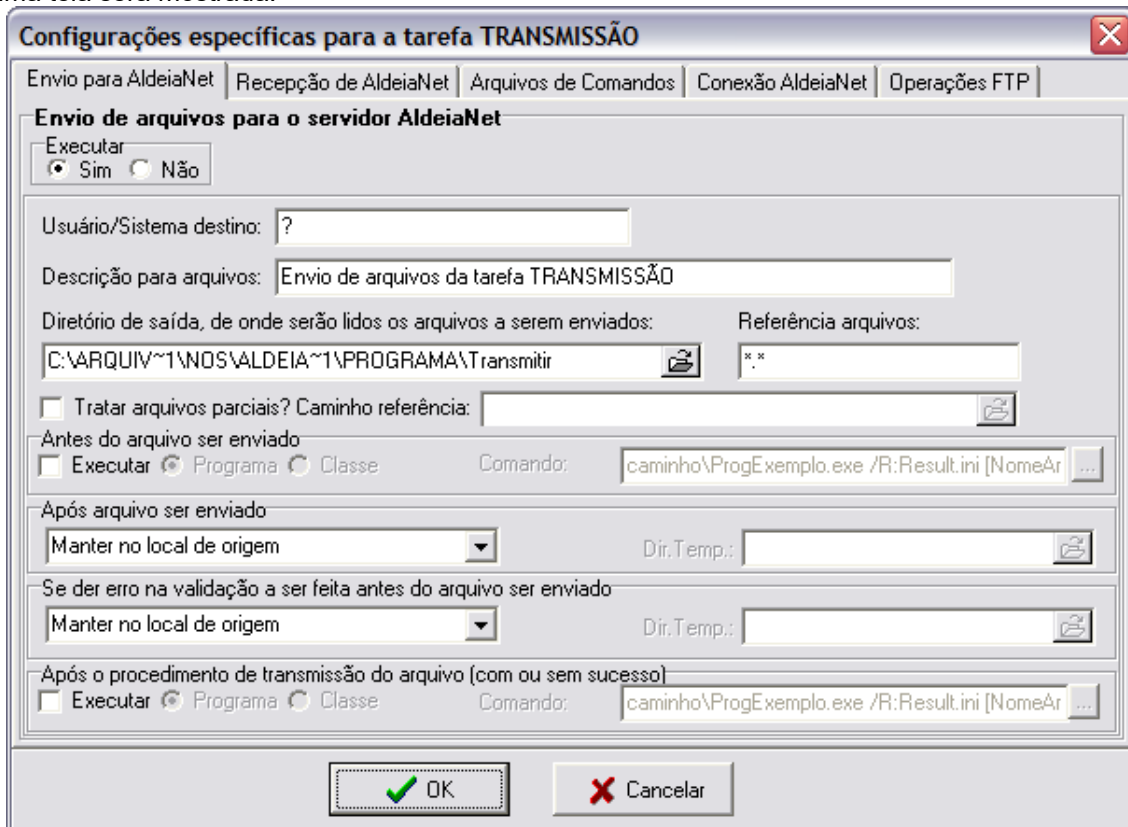 uma tela será mostrada:
Configurações específicas para a tarefa TRANSMISSÃO
Envio para AldeiaNet Recepção de AldeiaNet Arquivos de Comandos Conexão AldeiaNet Operações FTP
Envio de arquivos para o servidor AldeiaNet
Executar
Sim Não
Usuário/Sistema destino: ?
Descrição para arquivos: Envio de arquivos da tarefa TRANSMISSÃO
Diretório de saída, de onde serão lidos os arquivos a serem enviados: Referência arquivos:
C:\ARQUIV~1\NOS\ALDEIA~1\PROGRAMA\Transmitir *.*
Tratar arquivos parciais? Caminho referência:
Antes do arquivo ser enviado
Executar Programa Classe Comando: caminho\ProgExemplo.exe /R:Result.ini [NomeAr ...
Após arquivo ser enviado
Manter no local de origem Dir.Temp.:
Se der erro na validação a ser feita antes do arquivo ser enviado
Manter no local de origem Dir.Temp.:
Após o procedimento de transmissão do arquivo (com ou sem sucesso)
Executar Programa Classe Comando: caminho\ProgExemplo.exe /R:Result.ini [NomeAr ...
OK Cancelar